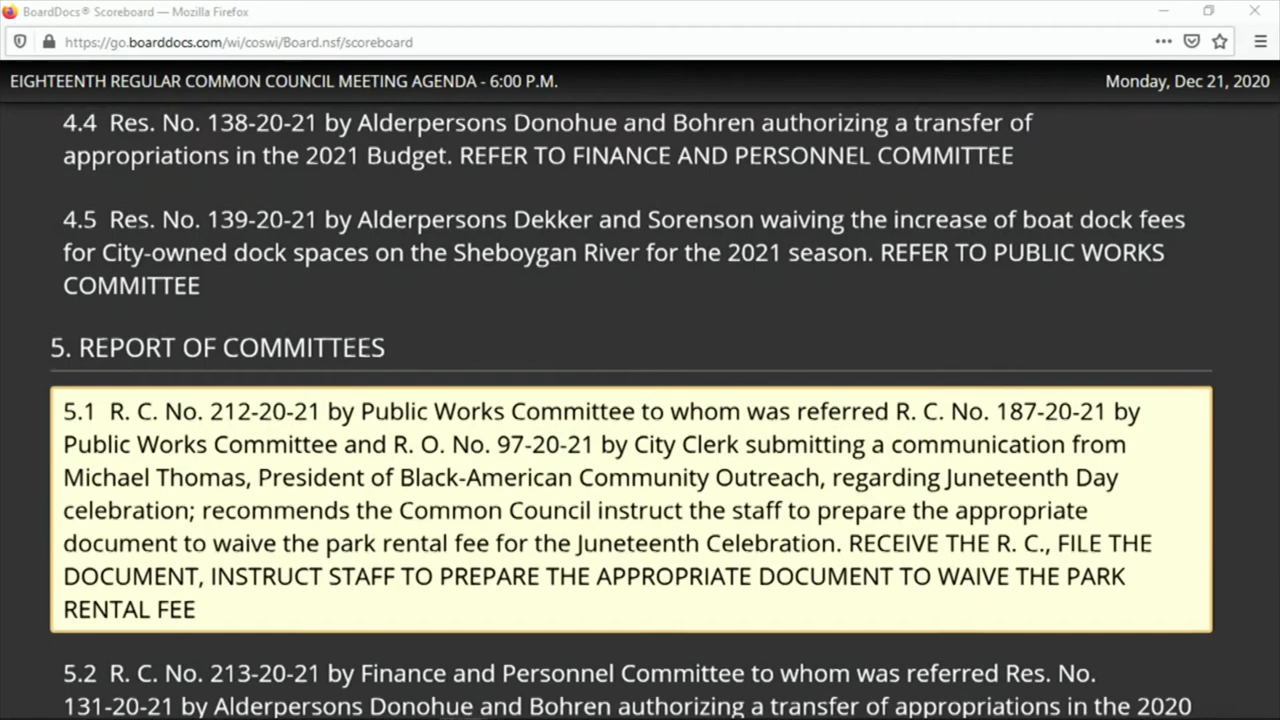 BoardDocs® Scoreboard — Mozilla Firefox
https://go.boarddocs.com/wi/coswi/Board.nsf/scoreboard
EIGHTEENTH REGULAR COMMON COUNCIL MEETING AGENDA - 6:00 P.M. Monday, Dec 21, 2020
4.4 Res. No. 138-20-21 by Alderpersons Donohue and Bohren authorizing a transfer of
appropriations in the 2021 Budget. REFER TO FINANCE AND PERSONNEL COMMITTEE
4.5 Res. No. 139-20-21 by Alderpersons Dekker and Sorenson waiving the increase of boat dock fees
for City-owned dock spaces on the Sheboygan River for the 2021 season. REFER TO PUBLIC WORKS
COMMITTEE
5. REPORT OF COMMITTEES
5.1 R. C. No. 212-20-21 by Public Works Committee to whom was referred R. C. No. 187-20-21 by
Public Works Committee and R. O. No. 97-20-21 by City Clerk submitting a communication from
Michael Thomas, President of Black-American Community Outreach, regarding Juneteenth Day
celebration; recommends the Common Council instruct the staff to prepare the appropriate
document to waive the park rental fee for the Juneteenth Celebration. RECEIVE THE R. C., FILE THE
DOCUMENT, INSTRUCT STAFF TO PREPARE THE APPROPRIATE DOCUMENT TO WAIVE THE PARK
RENTAL FEE
5.2 R. C. No. 213-20-21 by Finance and Personnel Committee to whom was referred Res. No.
131-20-21 by Alderpersons Donohue and Bohren authorizing a transfer of appropriations in the 2020